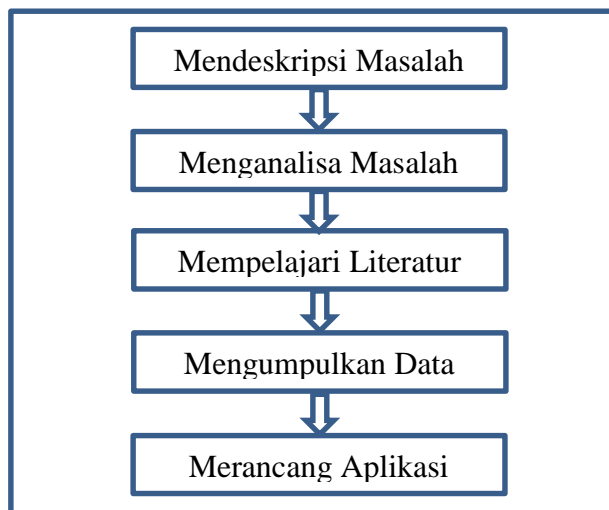 Mendeskripsi Masalah
Menganalisa Masalah
Mempelajari Literatur
Mengumpulkan Data
Merancang Aplikasi